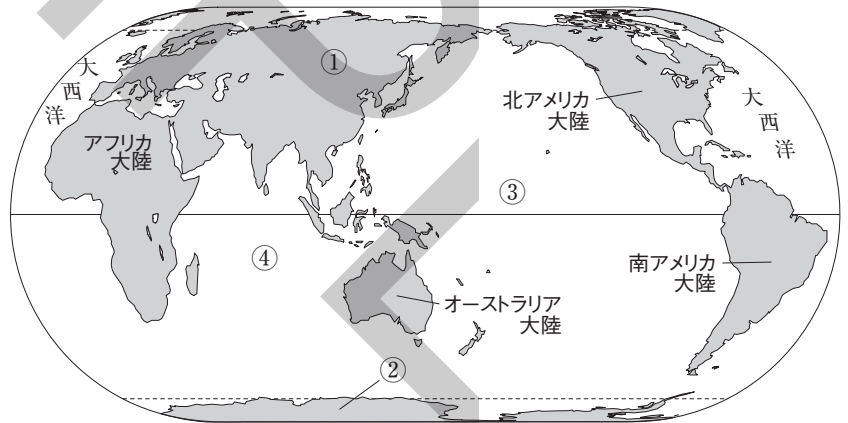 ①
大
西
洋
アフリカ
大陸
北アメリカ
大陸
大
西
洋
③
④
南アメリカ
大陸
オーストラリア
大陸
②